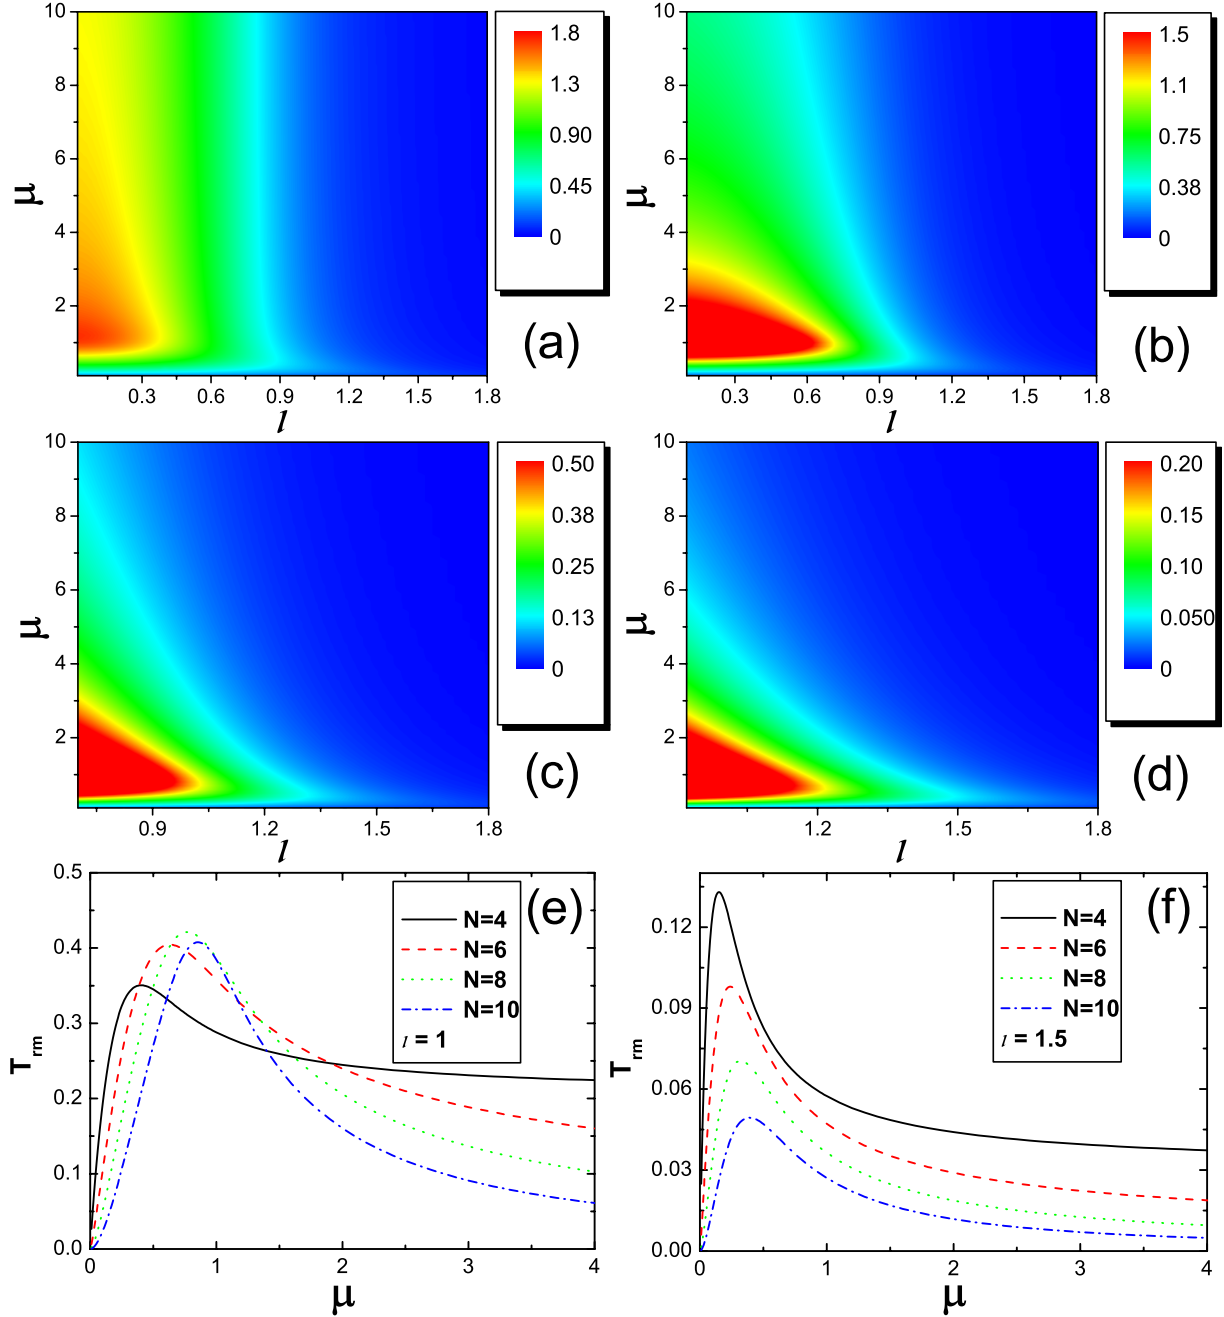 10
8
6
4
2
μ
0.3 0.6 0.9 1.2 1.5 1.8
l
1.8
1.3
0.90
0.45
0
(a)
10
8
6
4
2
μ
0.3 0.6 0.9 1.2 1.5 1.8
l
1.5
1.1
0.75
0.38
0
(b)
10
8
6
4
2
μ
0.9 1.2 1.5 1.8
l
0.50
0.38
0.25
0.13
0
(c)
10
8
6
4
2
μ
1.2 1.5 1.8
l
0.20
0.15
0.10
0.050
0
(d)
0.5
0.4
0.3
0.2
0.1
0.0
T_rm
0 1 2 3 4
μ
N=4
N=6
N=8
N=10
l = 1
(e)
0.12
0.09
0.06
0.03
0.00
T_rm
0 1 2 3 4
μ
N=4
N=6
N=8
N=10
l = 1.5
(f)